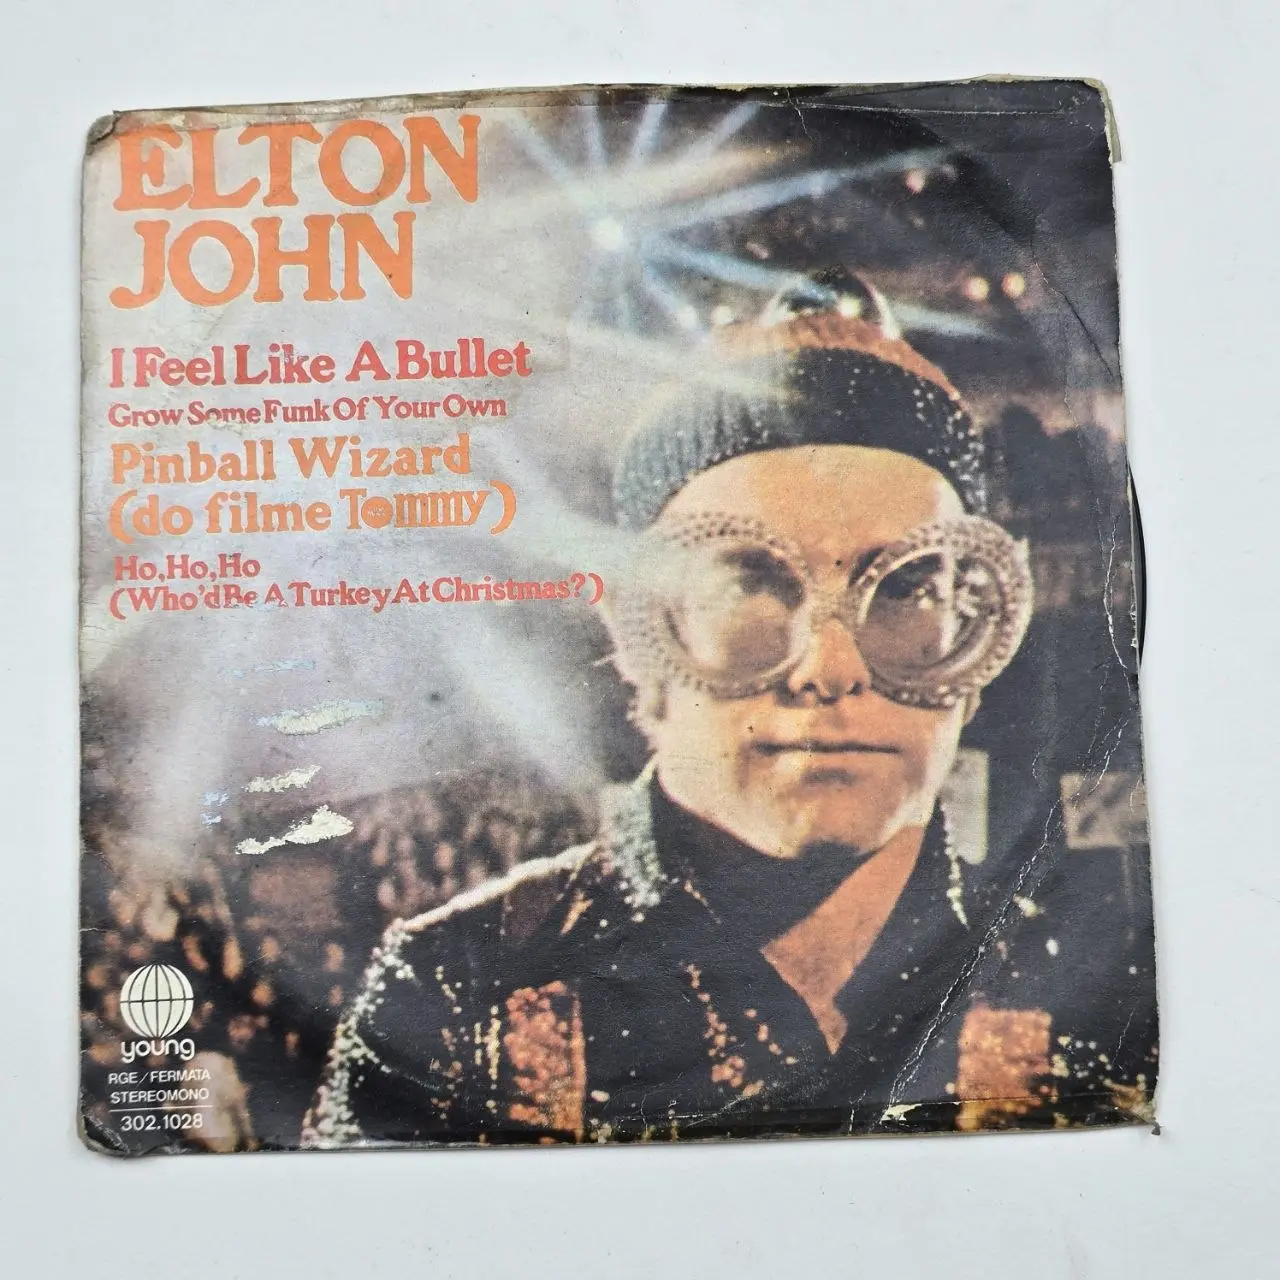 ELTON
JOHN
I Feel Like A Bullet
Grow Some Funk Of Your Own
Pinball Wizard
(do filme Tommy)
Ho, Ho, Ho
(Who'd Be A Turkey At Christmas?)
young
RGE/FERMATA
STEREOMONO
302.1028